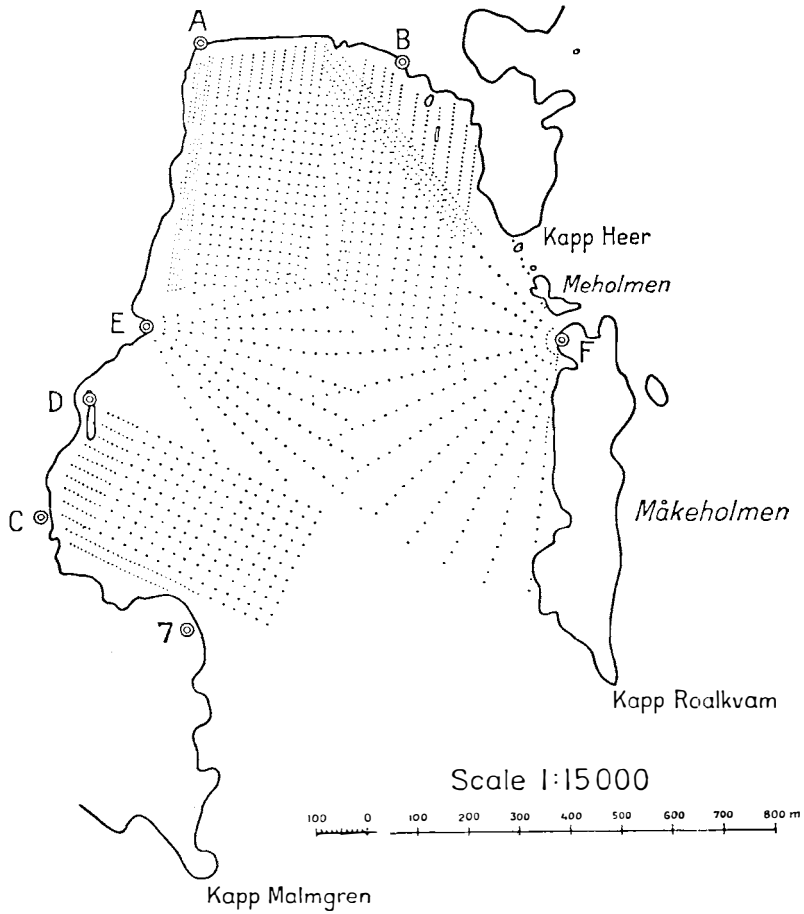 A
B
Kapp Heer
Meholmen
E
F
D
C
Måkeholmen
7
Kapp Roalkvam
Scale 1:15000
100 0 100 200 300 400 500 600 700 800 m
Kapp Malmgren